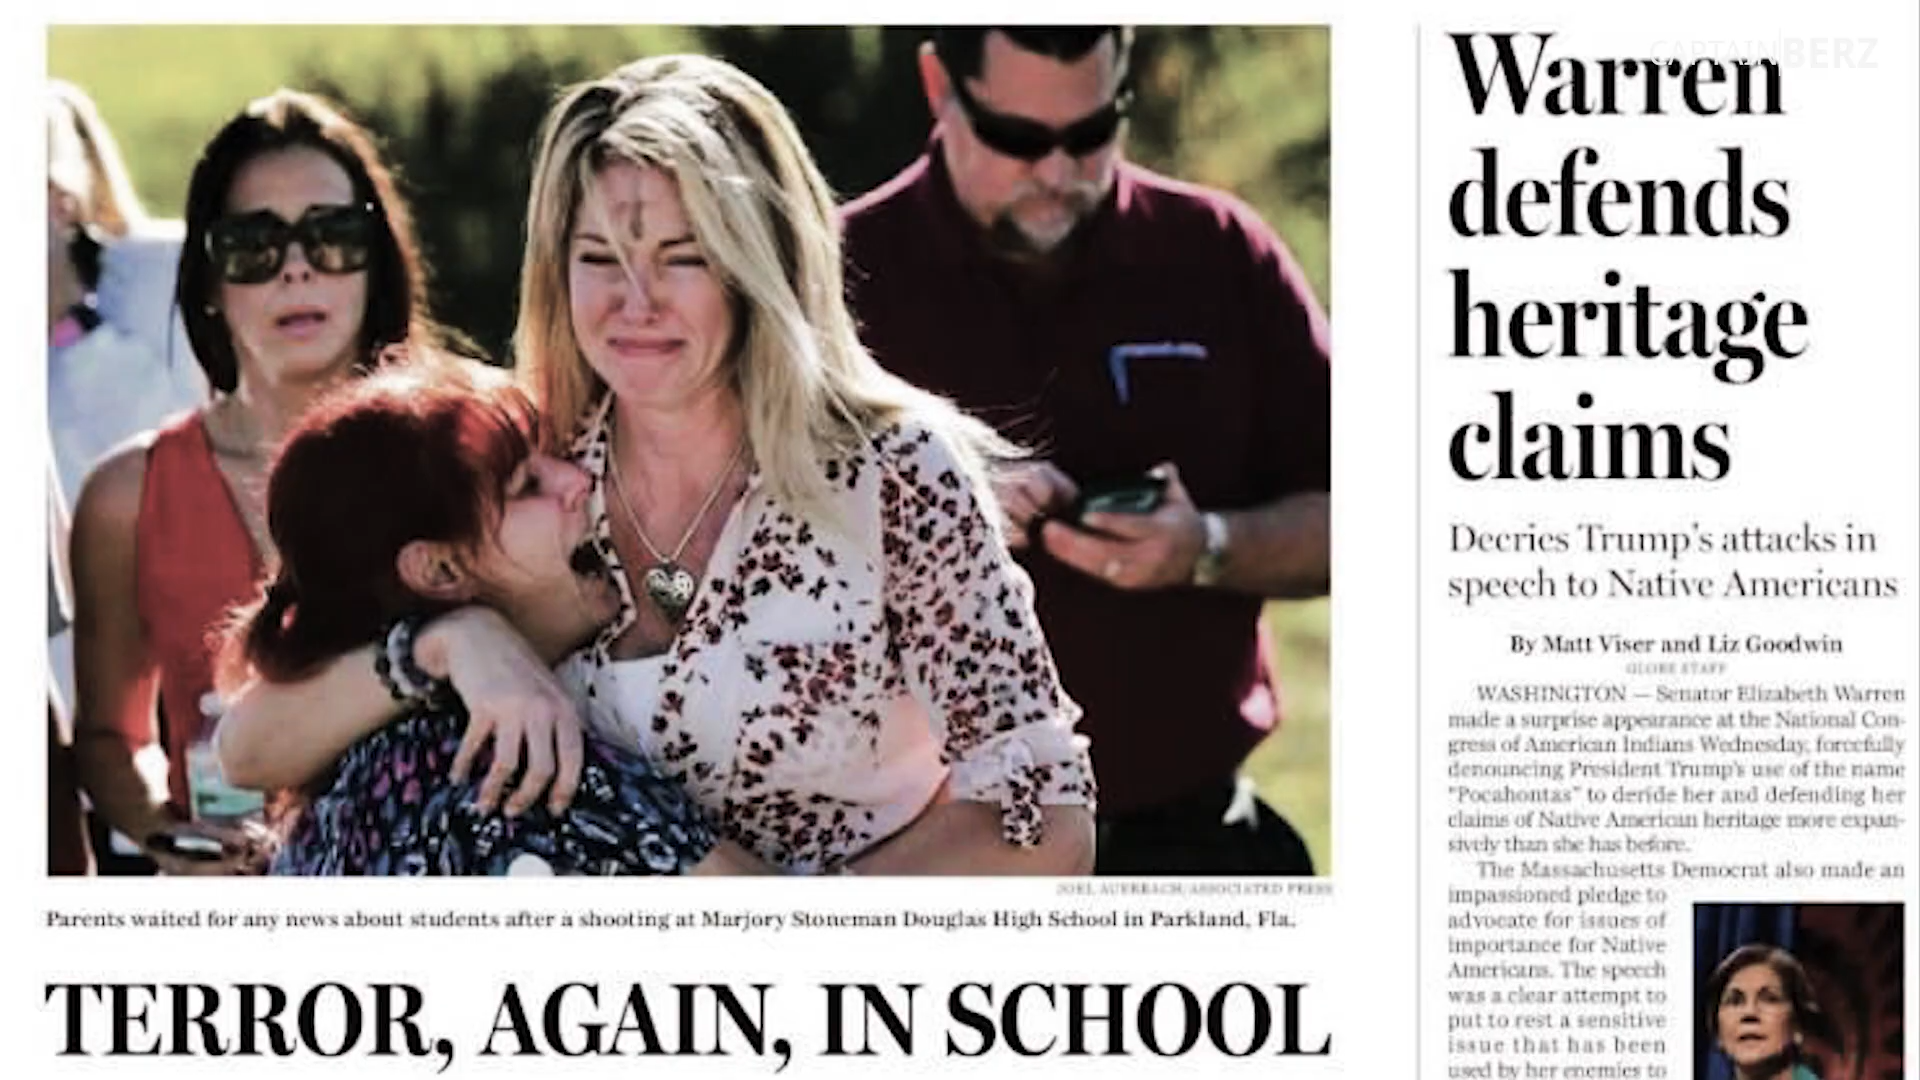 CAPTAIN BERZ
JOEL AUERBACH/ASSOCIATED PRESS
Parents waited for any news about students after a shooting at Marjory Stoneman Douglas High School in Parkland, Fla.
TERROR, AGAIN, IN SCHOOL
Warren
defends
heritage
claims
Decries Trump's attacks in
speech to Native Americans
By Matt Viser and Liz Goodwin
GLOBE STAFF
WASHINGTON — Senator Elizabeth Warren
made a surprise appearance at the National Con-
gress of American Indians Wednesday, forcefully
denouncing President Trump's use of the name
"Pocahontas" to deride her and defending her
claims of Native American heritage more expan-
sively than she has before.
The Massachusetts Democrat also made an
impassioned pledge to
advocate for issues of
importance for Native
Americans. The speech
was a clear attempt to
put to rest a sensitive
issue that has been
used by her enemies to